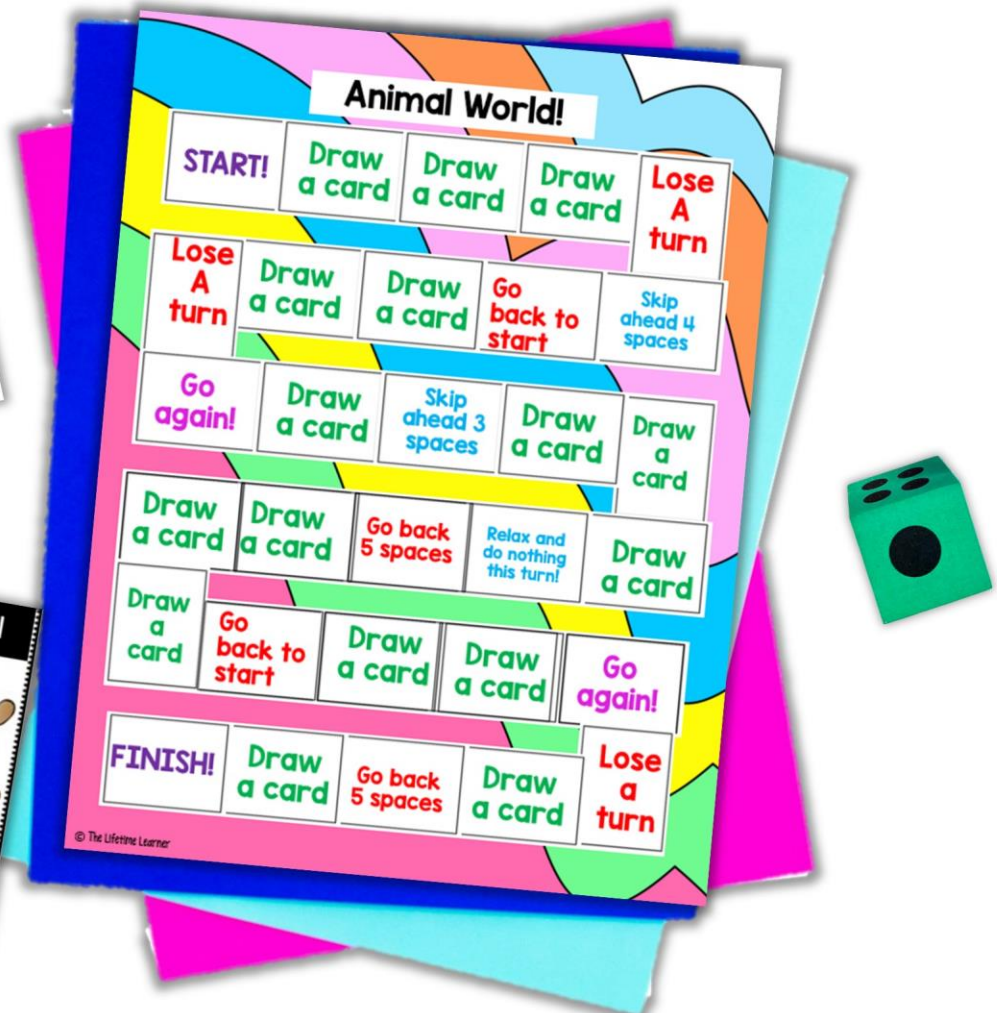 Animal World!
START!
Draw
a card
Draw
a card
Draw
a card
Lose
A
turn
Lose
A
turn
Draw
a card
Draw
a card
Go
back to
start
Skip
ahead 4
spaces
Go
again!
Draw
a card
Skip
ahead 3
spaces
Draw
a card
Draw
a
card
Draw
a card
Draw
a card
Go back
5 spaces
Relax and
do nothing
this turn!
Draw
a card
Draw
a
card
Go
back to
start
Draw
a card
Draw
a card
Go
again!
FINISH!
Draw
a card
Go back
5 spaces
Draw
a card
Lose
a
turn
© The Lifetime Learner